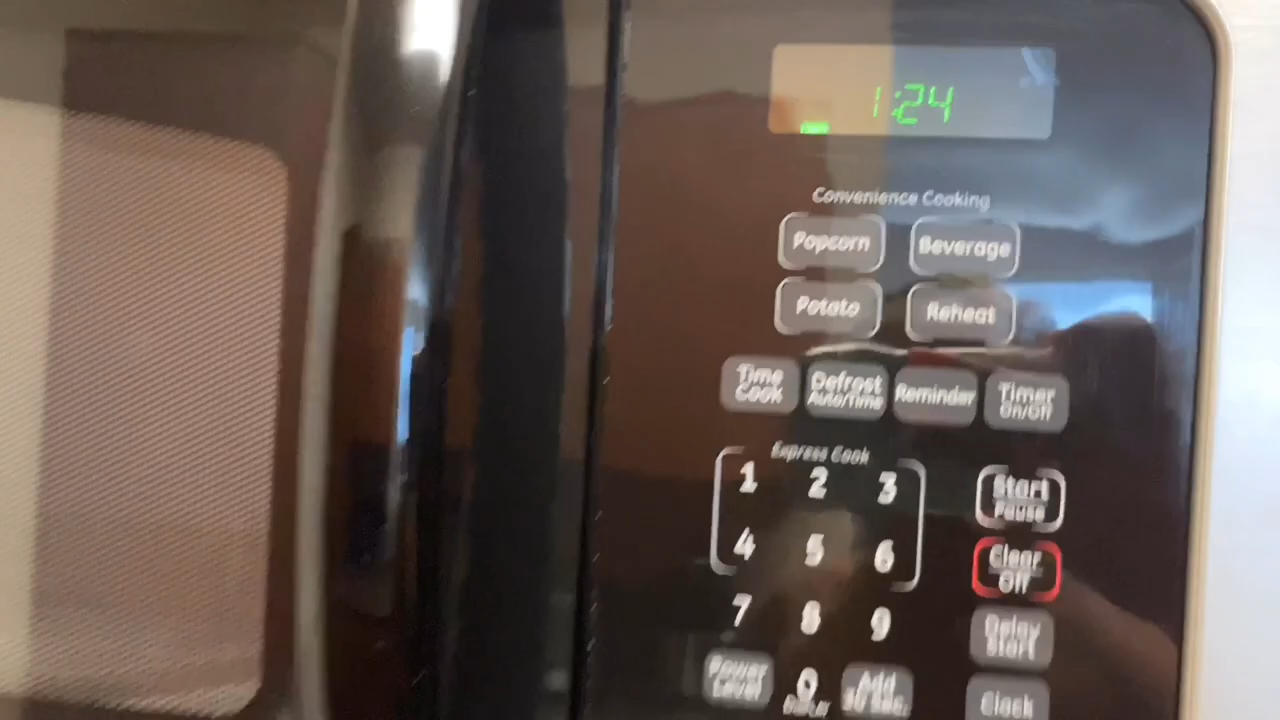 1:24
Convenience Cooking
Popcorn Beverage
Potato Reheat
Time Cook
Defrost Auto/Time
Reminder
Timer On/Off
Express Cook
1 2 3
Start Pause
4 5 6
Clear Off
7 8 9
Delay Start
Power Level
0
Add 30 Sec.
Clock